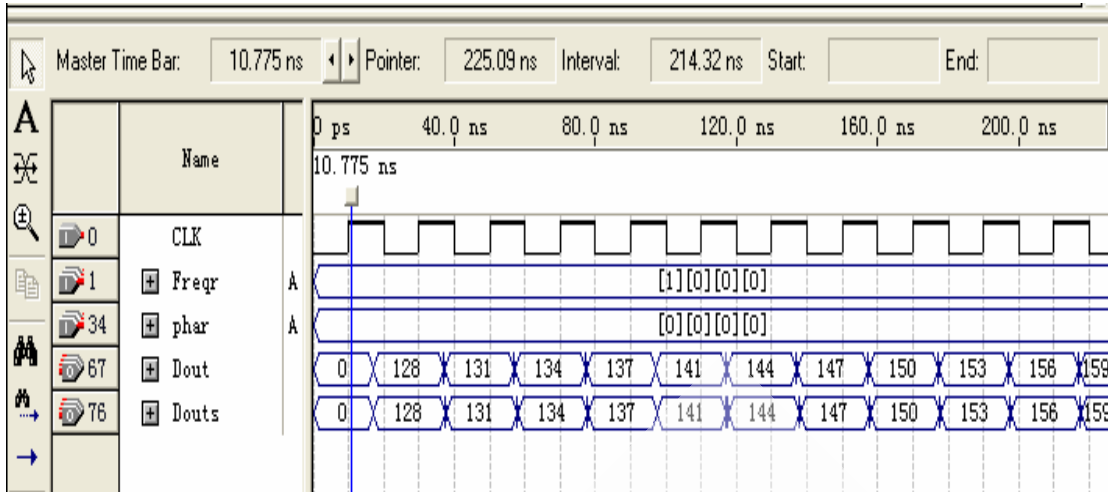 Master Time Bar: 10.775 ns Pointer: 225.09 ns Interval: 214.32 ns Start: End:
A
0 ps 40.0 ns 80.0 ns 120.0 ns 160.0 ns 200.0 ns
Name
10.775 ns
0 CLK
1 Freqr A [1][0][0][0]
34 phar A [0][0][0][0]
67 Dout 0 128 131 134 137 141 144 147 150 153 156 159
76 Douts 0 128 131 134 137 141 144 147 150 153 156 159